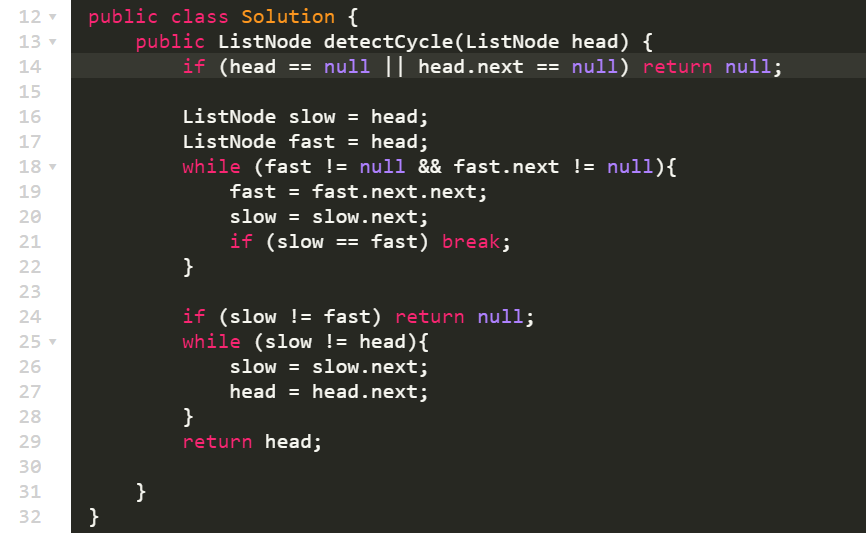 12 public class Solution {
13     public ListNode detectCycle(ListNode head) {
14         if (head == null || head.next == null) return null;
15
16         ListNode slow = head;
17         ListNode fast = head;
18         while (fast != null && fast.next != null){
19             fast = fast.next.next;
20             slow = slow.next;
21             if (slow == fast) break;
22         }
23
24         if (slow != fast) return null;
25         while (slow != head){
26             slow = slow.next;
27             head = head.next;
28         }
29         return head;
30
31     }
32 }